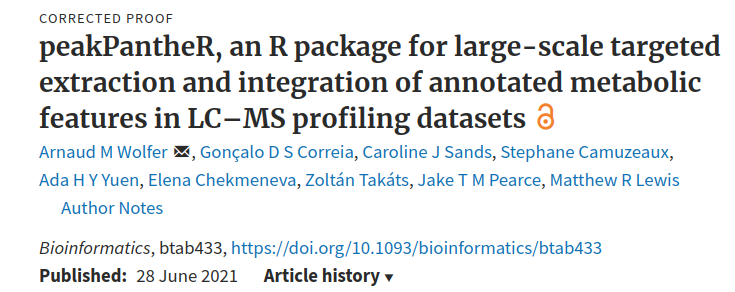 CORRECTED PROOF
peakPantheR, an R package for large-scale targeted
extraction and integration of annotated metabolic
features in LC–MS profiling datasets
Arnaud M Wolfer, Gonçalo D S Correia, Caroline J Sands, Stephane Camuzeaux,
Ada H Y Yuen, Elena Chekmeneva, Zoltán Takáts, Jake T M Pearce, Matthew R Lewis
Author Notes
Bioinformatics, btab433, https://doi.org/10.1093/bioinformatics/btab433
Published: 28 June 2021 Article history ▾